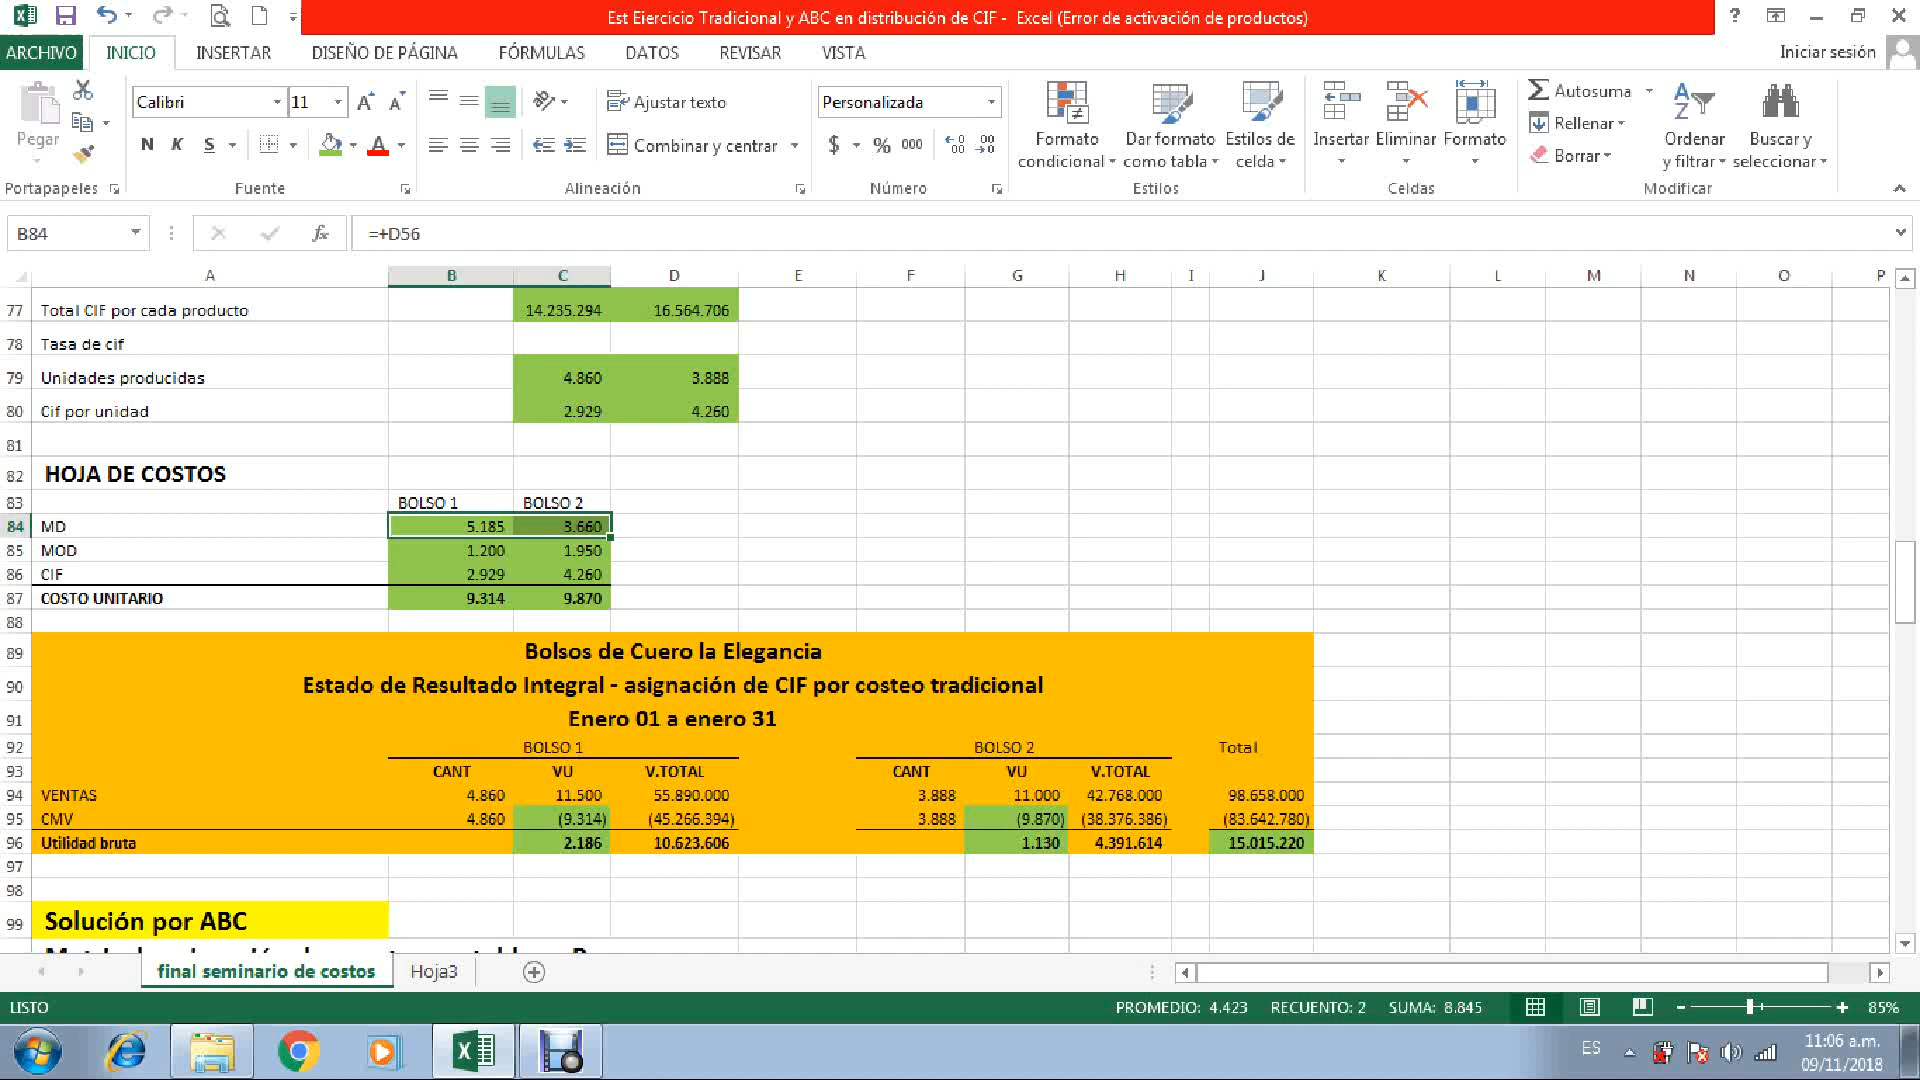 Est Ejercicio Tradicional y ABC en distribución de CIF - Excel (Error de activación de productos)
ARCHIVO INICIO INSERTAR DISEÑO DE PÁGINA FÓRMULAS DATOS REVISAR VISTA Iniciar sesión
Calibri 11 Ajustar texto Personalizada Autosuma
Pegar Formato condicional Dar formato como tabla Estilos de celda Insertar Eliminar Formato Rellenar Ordenar y filtrar Buscar y seleccionar
N K S Combinar y centrar $ % 000 Borrar
Portapapeles Fuente Alineación Número Estilos Celdas Modificar
B84 fx =+D56
A B C D E F G H I J K L M N O P
77 Total CIF por cada producto 14.235.294 16.564.706
78 Tasa de cif
79 Unidades producidas 4.860 3.888
80 Cif por unidad 2.929 4.260
81
82 HOJA DE COSTOS
83 BOLSO 1 BOLSO 2
84 MD 5.185 3.660
85 MOD 1.200 1.950
86 CIF 2.929 4.260
87 COSTO UNITARIO 9.314 9.870
88
89 Bolsos de Cuero la Elegancia
90 Estado de Resultado Integral - asignación de CIF por costeo tradicional
91 Enero 01 a enero 31
92 BOLSO 1 BOLSO 2 Total
93 CANT VU V.TOTAL CANT VU V.TOTAL
94 VENTAS 4.860 11.500 55.890.000 3.888 11.000 42.768.000 98.658.000
95 CMV 4.860 (9.314) (45.266.394) 3.888 (9.870) (38.376.386) (83.642.780)
96 Utilidad bruta 2.186 10.623.606 1.130 4.391.614 15.015.220
97
98
99 Solución por ABC
final seminario de costos Hoja3
LISTO PROMEDIO: 4.423 RECUENTO: 2 SUMA: 8.845 85%
ES 11:06 a.m.
09/11/2018